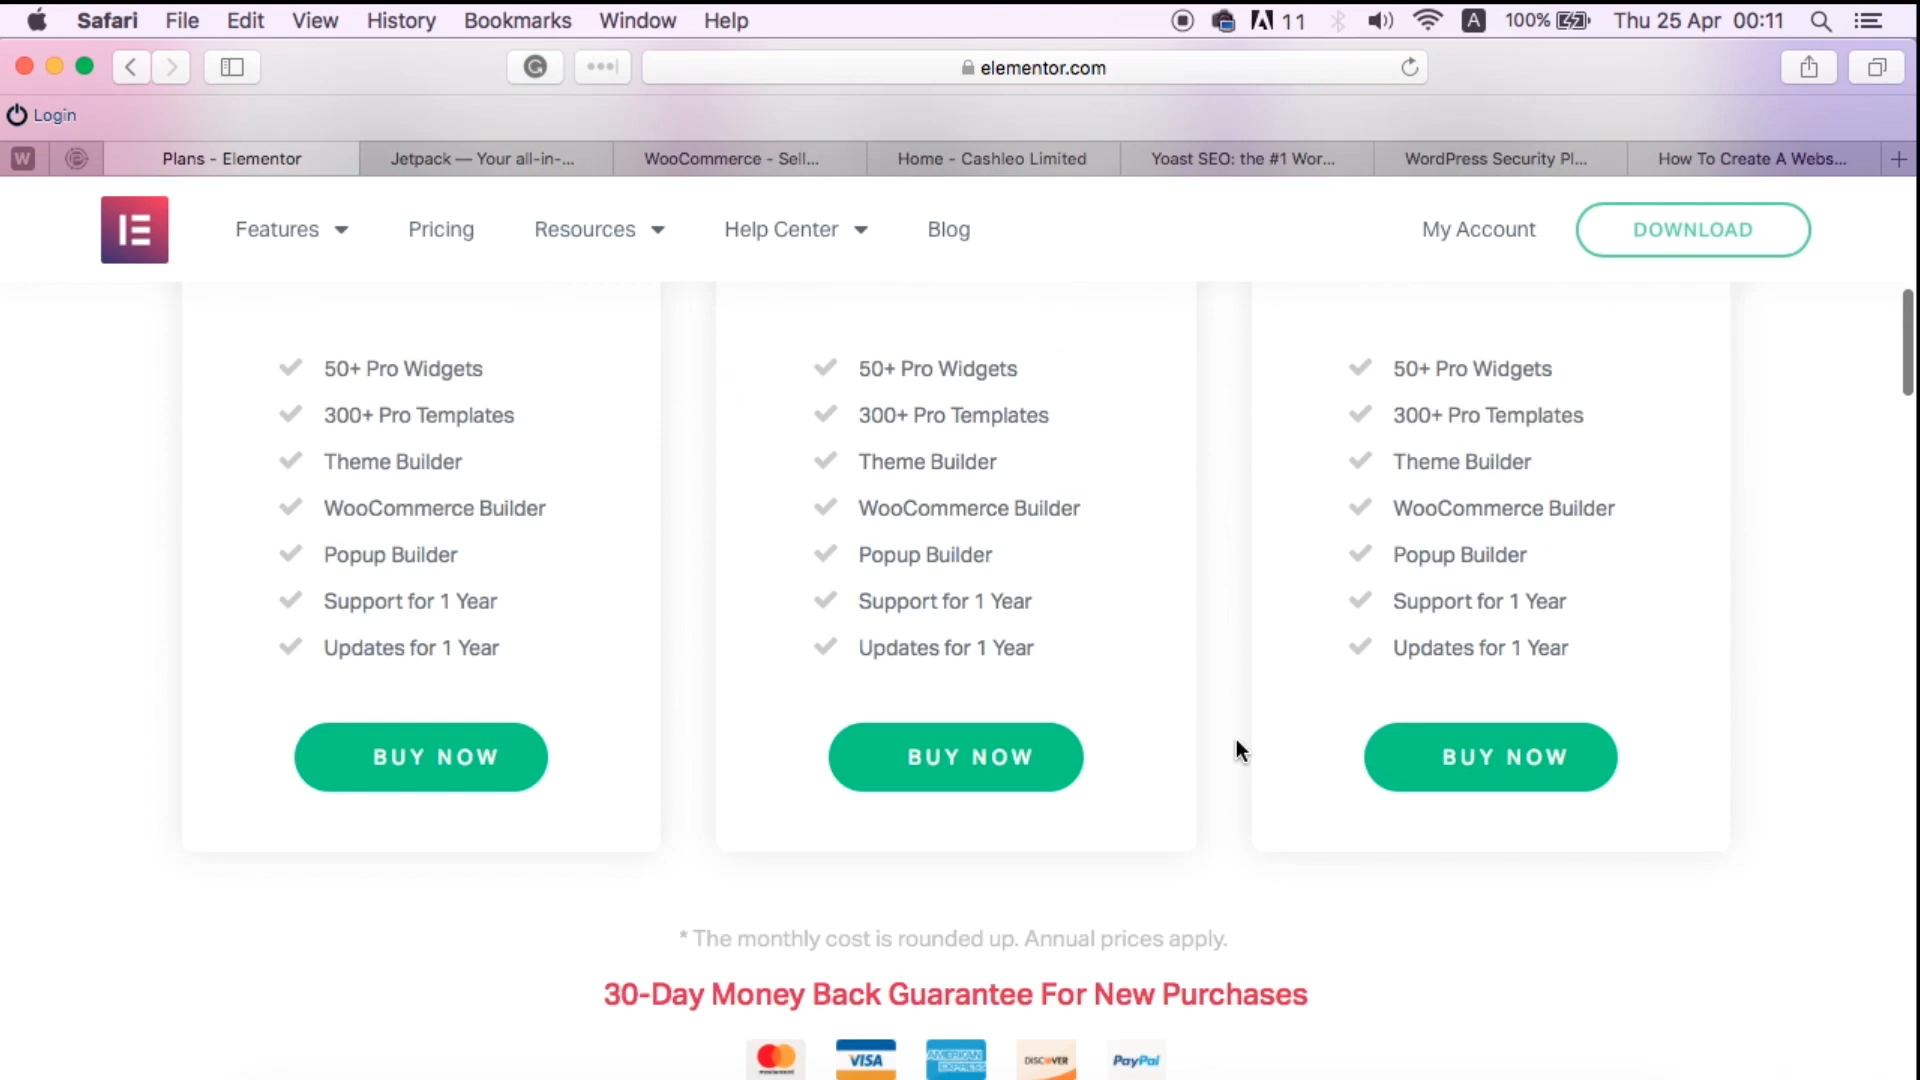 Safari File Edit View History Bookmarks Window Help 11 A 100% Thu 25 Apr 00:11
elementor.com
Login
W Plans - Elementor Jetpack — Your all-in-... WooCommerce - Sell... Home - Cashleo Limited Yoast SEO: the #1 Wor... WordPress Security Pl... How To Create A Webs...
Features Pricing Resources Help Center Blog My Account DOWNLOAD
50+ Pro Widgets 50+ Pro Widgets 50+ Pro Widgets
300+ Pro Templates 300+ Pro Templates 300+ Pro Templates
Theme Builder Theme Builder Theme Builder
WooCommerce Builder WooCommerce Builder WooCommerce Builder
Popup Builder Popup Builder Popup Builder
Support for 1 Year Support for 1 Year Support for 1 Year
Updates for 1 Year Updates for 1 Year Updates for 1 Year
BUY NOW BUY NOW BUY NOW
* The monthly cost is rounded up. Annual prices apply.
30-Day Money Back Guarantee For New Purchases
mastercard VISA AMERICAN EXPRESS DISCOVER PayPal